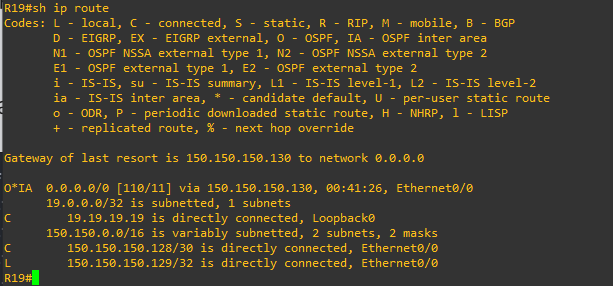 R19#sh ip route
Codes: L - local, C - connected, S - static, R - RIP, M - mobile, B - BGP
       D - EIGRP, EX - EIGRP external, O - OSPF, IA - OSPF inter area
       N1 - OSPF NSSA external type 1, N2 - OSPF NSSA external type 2
       E1 - OSPF external type 1, E2 - OSPF external type 2
       i - IS-IS, su - IS-IS summary, L1 - IS-IS level-1, L2 - IS-IS level-2
       ia - IS-IS inter area, * - candidate default, U - per-user static route
       o - ODR, P - periodic downloaded static route, H - NHRP, l - LISP
       + - replicated route, % - next hop override
Gateway of last resort is 150.150.150.130 to network 0.0.0.0
O*IA  0.0.0.0/0 [110/11] via 150.150.150.130, 00:41:26, Ethernet0/0
      19.0.0.0/32 is subnetted, 1 subnets
C        19.19.19.19 is directly connected, Loopback0
      150.150.0.0/16 is variably subnetted, 2 subnets, 2 masks
C        150.150.150.128/30 is directly connected, Ethernet0/0
L        150.150.150.129/32 is directly connected, Ethernet0/0
R19#